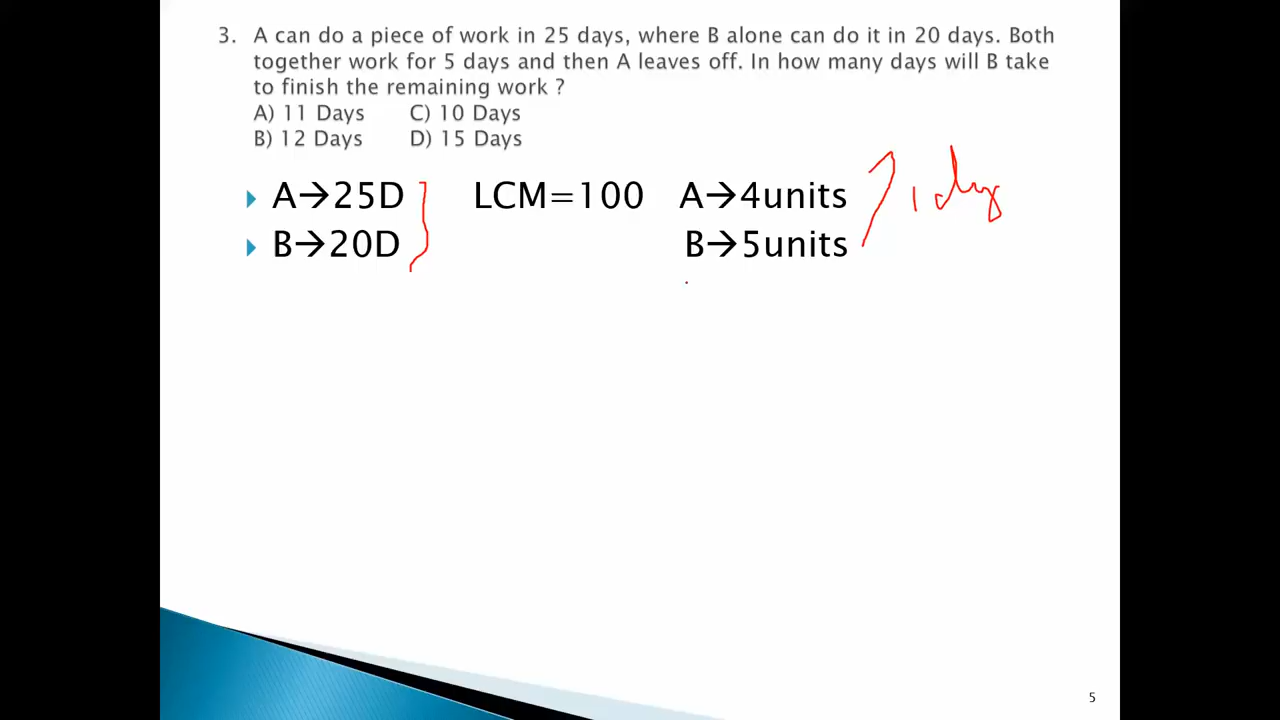 3. A can do a piece of work in 25 days, where B alone can do it in 20 days. Both
together work for 5 days and then A leaves off. In how many days will B take
to finish the remaining work ?
A) 11 Days C) 10 Days
B) 12 Days D) 15 Days
A→25D LCM=100 A→4units 1 day
B→20D B→5units
5